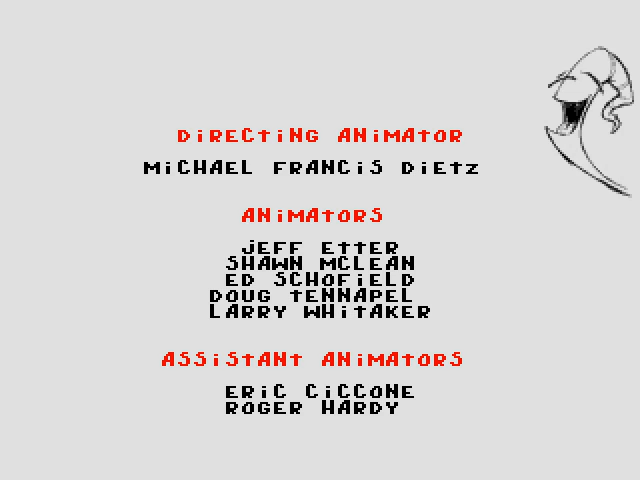 DiRECtiNG ANiMAtOR
MiCHAEL FRANCiS DiEtz
ANiMAtORS
jEFF EttER
SHAWN MCLEAN
ED SCHOFiELD
DOUG tENNAPEL
LARRY WHitAKER
ASSiStANt ANiMAtORS
ERiC CiCCONE
ROGER HARDY